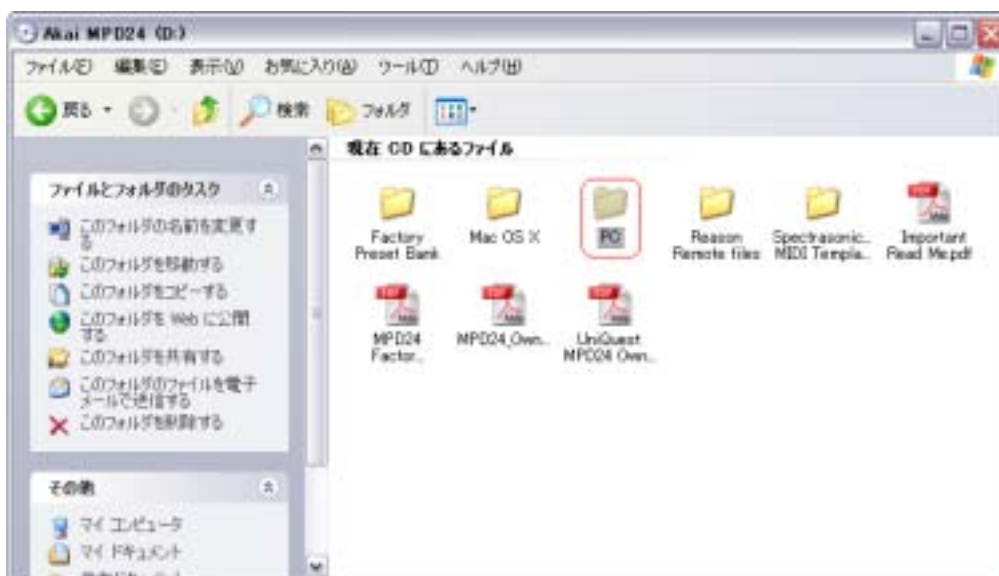 Akai MPD24 (D:)
ファイル(F) 編集(E) 表示(V) お気に入り(A) ツール(T) ヘルプ(H)
戻る 検索 フォルダ
現在 CD にあるファイル
ファイルとフォルダのタスク
このフォルダの名前を変更す
る
このフォルダを移動する
このフォルダをコピーする
このフォルダを Web に公開
する
このフォルダを共有する
このフォルダのファイルを電子
メールで送信する
このフォルダを削除する
その他
マイ コンピュータ
マイ ドキュメント
Factory
Preset Bank
Mac OS X
PC
Reason
Remote files
Spectrasonic...
MIDI Templa...
Important
Read Me.pdf
MPD24
Factor...
MPD24_Own...
UniQuest
MPD24 Own...